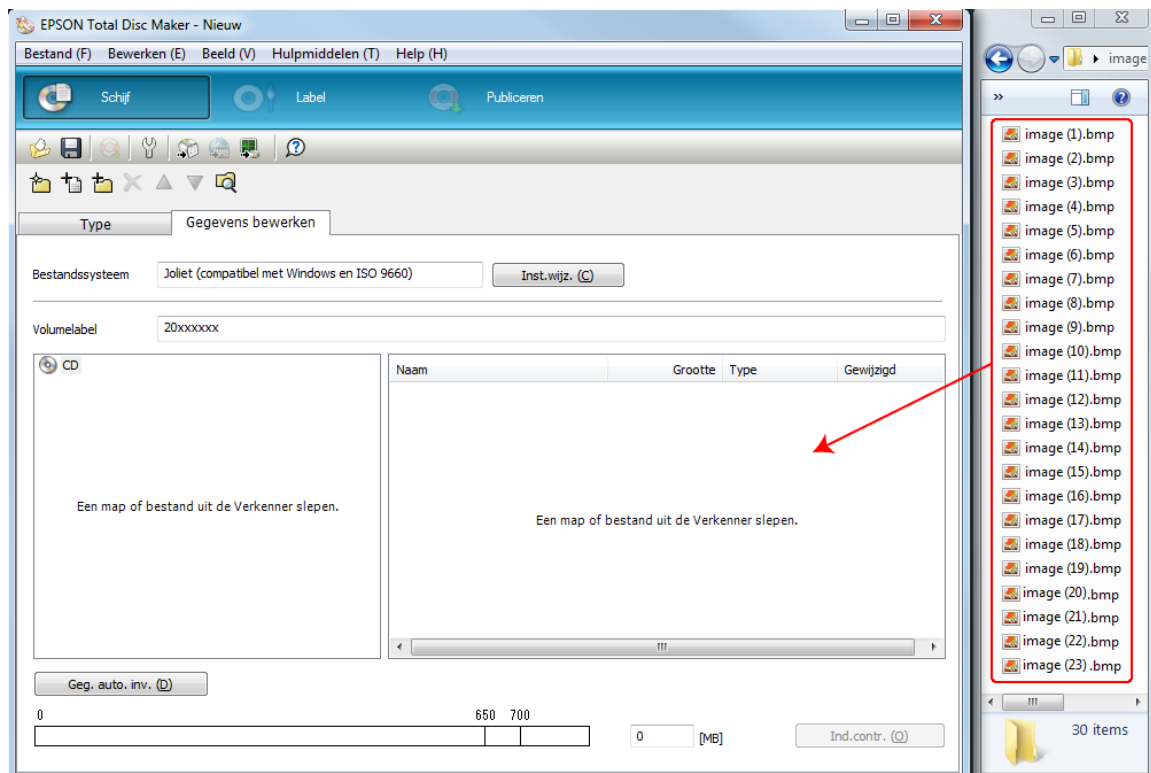 EPSON Total Disc Maker - Nieuw
Bestand (F) Bewerken (E) Beeld (V) Hulpmiddelen (T) Help (H)
Schijf
Label
Publiceren
Type
Gegevens bewerken
Bestandssysteem
Joliet (compatibel met Windows en ISO 9660)
Inst.wijz. (C)
Volumelabel
20xxxxxx
CD
Een map of bestand uit de Verkenner slepen.
Naam Grootte Type Gewijzigd
Een map of bestand uit de Verkenner slepen.
Geg. auto. inv. (D)
0 650 700
0 [MB]
Ind.contr. (O)
image
»
image (1).bmp
image (2).bmp
image (3).bmp
image (4).bmp
image (5).bmp
image (6).bmp
image (7).bmp
image (8).bmp
image (9).bmp
image (10).bmp
image (11).bmp
image (12).bmp
image (13).bmp
image (14).bmp
image (15).bmp
image (16).bmp
image (17).bmp
image (18).bmp
image (19).bmp
image (20).bmp
image (21).bmp
image (22).bmp
image (23) .bmp
30 items